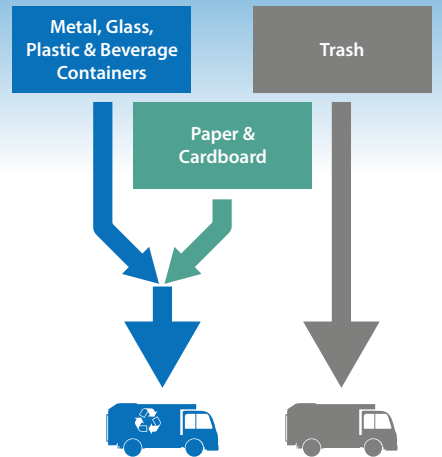 Metal, Glass,
Plastic & Beverage
Containers
Trash
Paper &
Cardboard